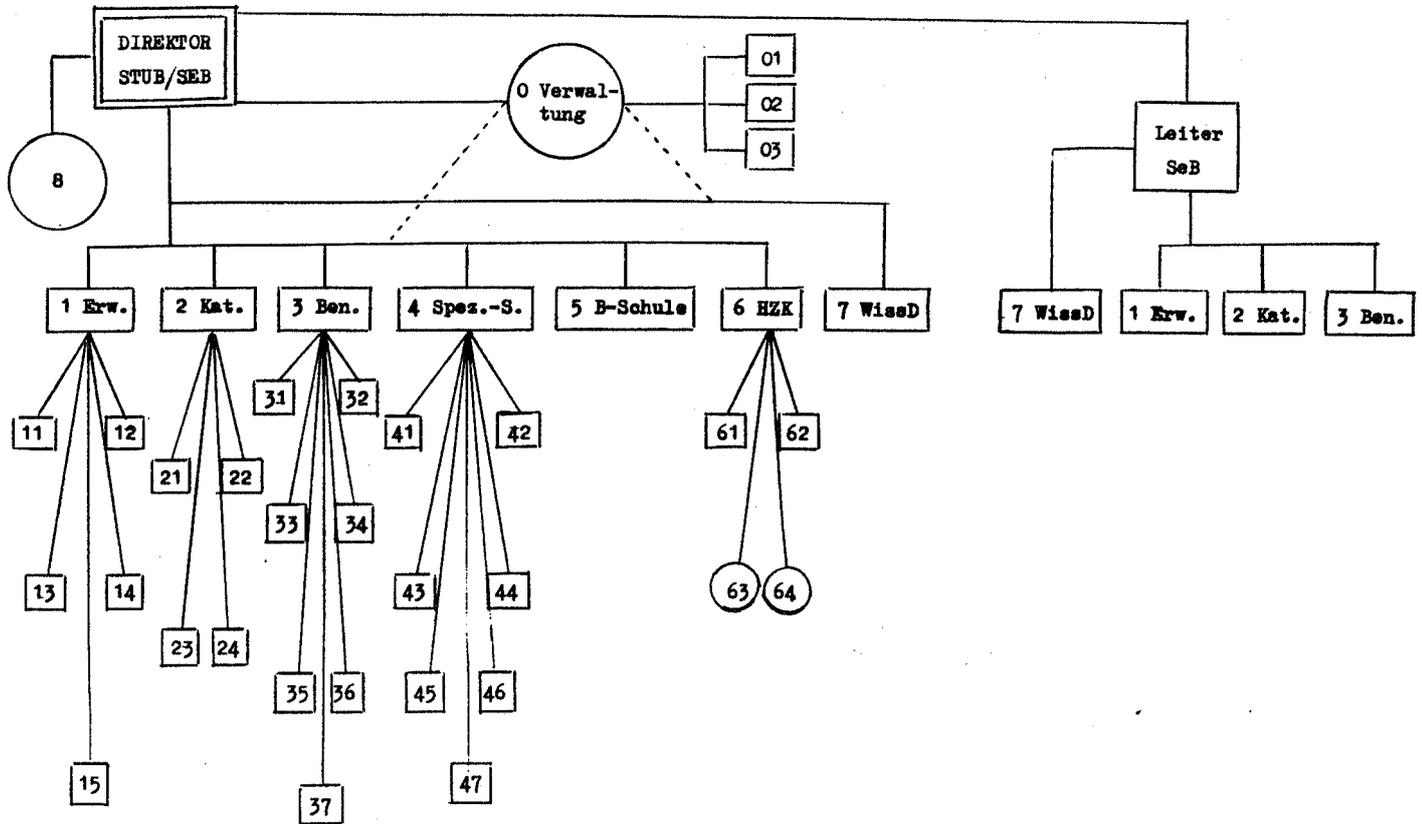 DIREKTOR
STUB/SEB
8
0 Verwal-
tung
01
02
03
Leiter
SeB
1 Erw.
2 Kat.
3 Ben.
4 Spez.-S.
5 B-Schule
6 HZK
7 WissD
7 WissD
1 Erw.
2 Kat.
3 Ben.
11
12
13
14
15
21
22
23
24
31
32
33
34
35
36
37
41
42
43
44
45
46
47
61
62
63
64